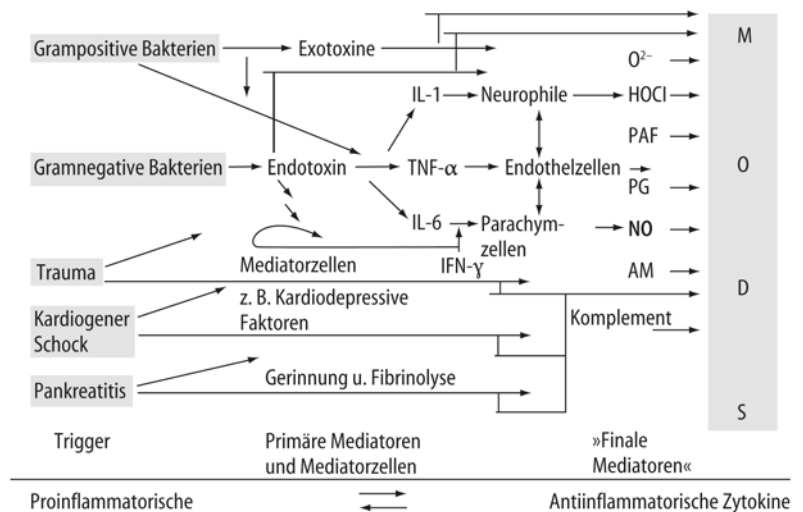 Grampositive Bakterien
Exotoxine
M
O²⁻
IL-1
Neurophile
HOCl
PAF
Gramnegative Bakterien
Endotoxin
TNF-α
Endothelzellen
O
PG
IL-6
Parachym-
zellen
NO
Trauma
Mediatorzellen
IFN-γ
AM
D
z. B. Kardiodepressive
Faktoren
Kardiogener
Schock
Komplement
Pankreatitis
Gerinnung u. Fibrinolyse
S
Trigger
Primäre Mediatoren
und Mediatorzellen
»Finale
Mediatoren«
Proinflammatorische
Antiinflammatorische Zytokine